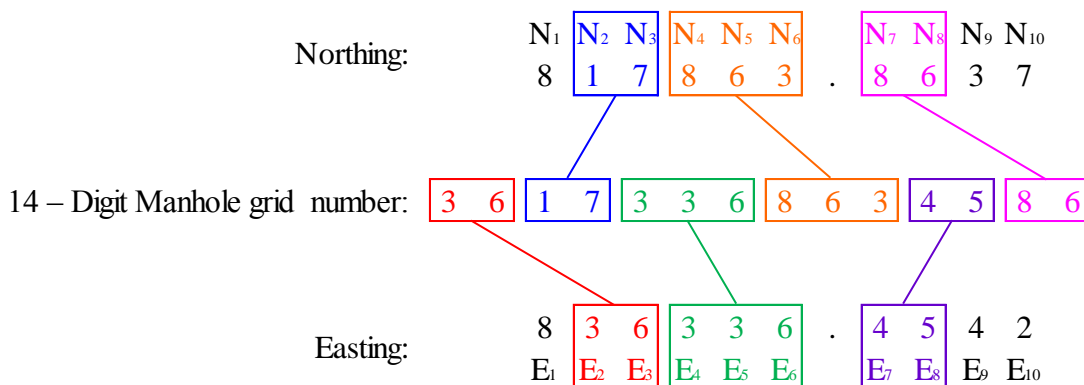 N₁ N₂ N₃ N₄ N₅ N₆ N₇ N₈ N₉ N₁₀
Northing:
8 1 7 8 6 3 . 8 6 3 7
14 – Digit Manhole grid number: 3 6 1 7 3 3 6 8 6 3 4 5 8 6
8 3 6 3 3 6 . 4 5 4 2
Easting:
E₁ E₂ E₃ E₄ E₅ E₆ E₇ E₈ E₉ E₁₀